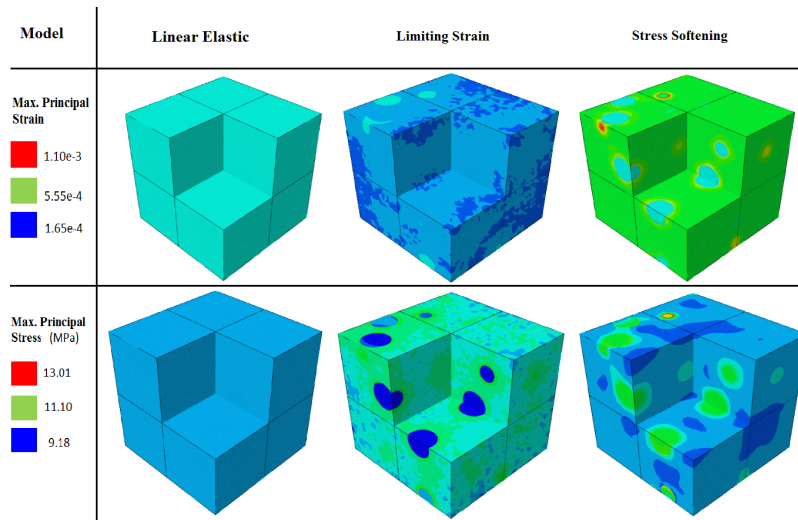 Model
Linear Elastic
Limiting Strain
Stress Softening
Max. Principal
Strain
1.10e-3
5.55e-4
1.65e-4
Max. Principal
Stress (MPa)
13.01
11.10
9.18